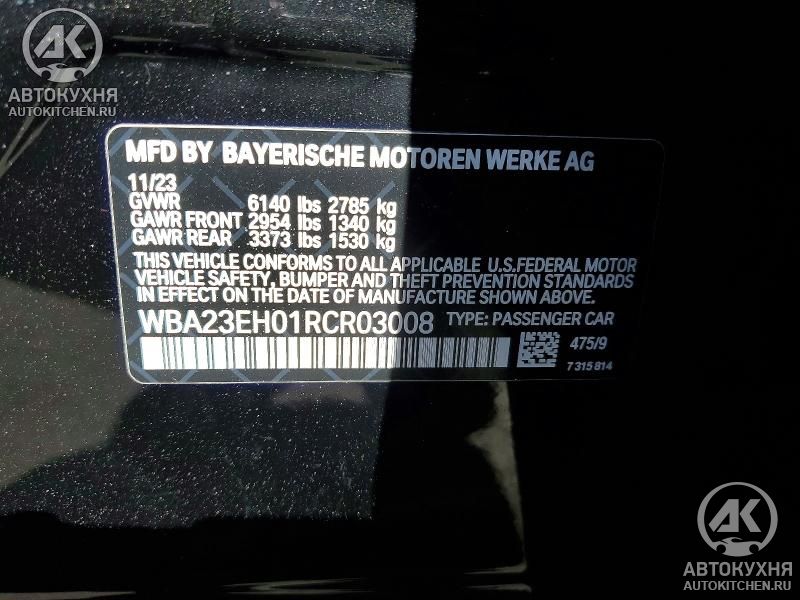 AK
АВТОКУХНЯ
AUTOKITCHEN.RU
MFD BY BAYERISCHE MOTOREN WERKE AG
11/23
GVWR 6140 lbs 2785 kg
GAWR FRONT 2954 lbs 1340 kg
GAWR REAR 3373 lbs 1530 kg
THIS VEHICLE CONFORMS TO ALL APPLICABLE U.S.FEDERAL MOTOR
VEHICLE SAFETY, BUMPER AND THEFT PREVENTION STANDARDS
IN EFFECT ON THE DATE OF MANUFACTURE SHOWN ABOVE.
WBA23EH01RCR03008 TYPE: PASSENGER CAR
475/9
7315814
AK
АВТОКУХНЯ
AUTOKITCHEN.RU